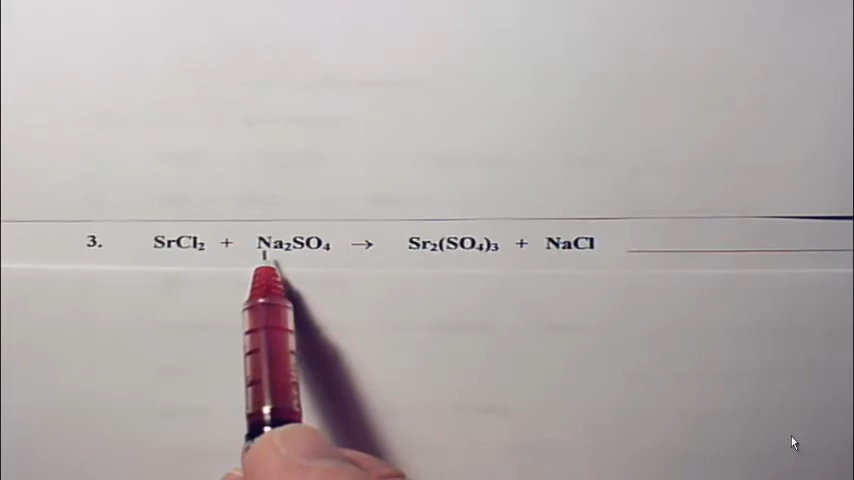 3. SrCl₂ + Na₂SO₄ → Sr₂(SO₄)₃ + NaCl